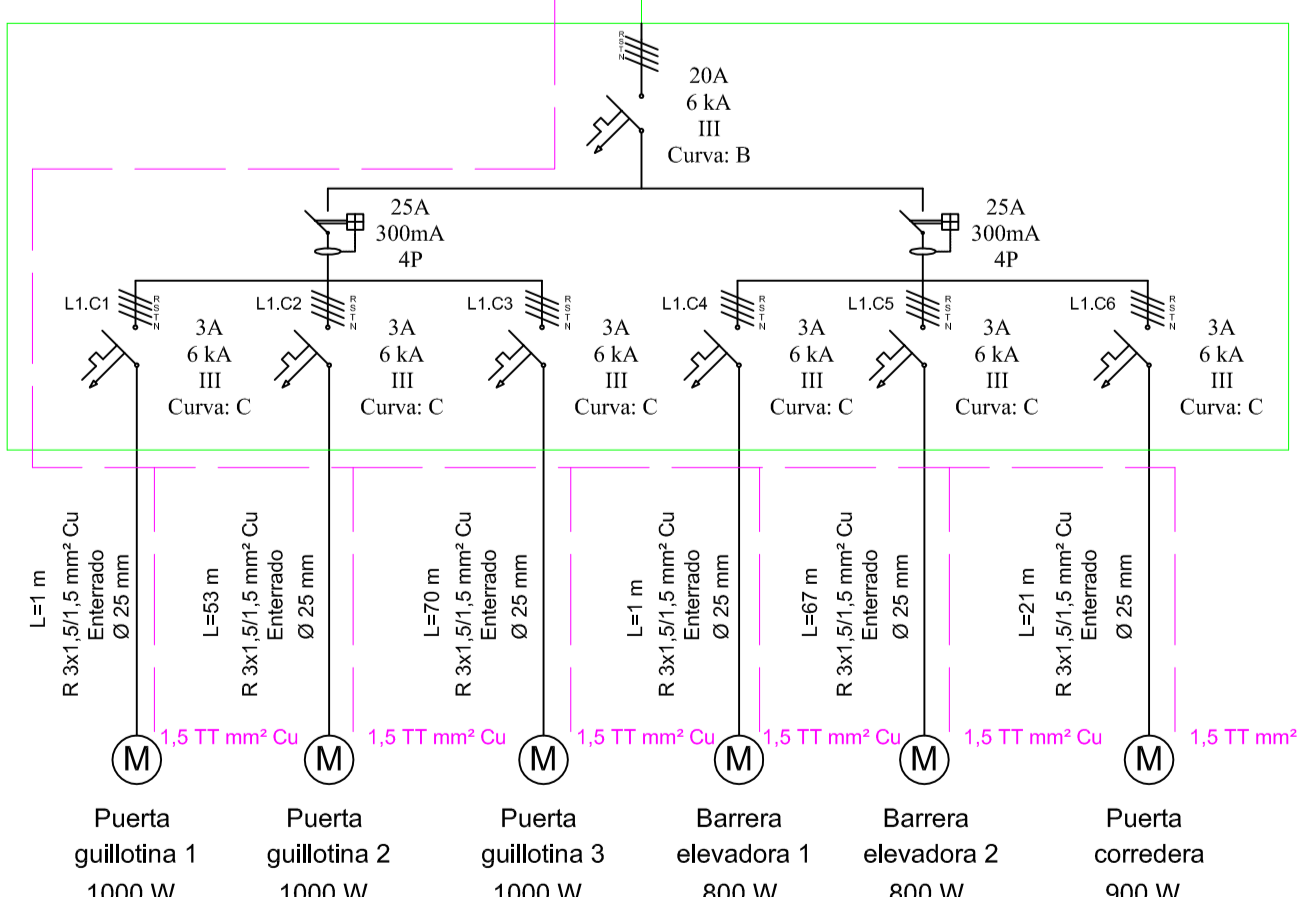 R
S
T
N
20A
6 kA
III
Curva: B
25A
300mA
4P
25A
300mA
4P
L1.C1
R
S
T
N
3A
6 kA
III
Curva: C
L1.C2
R
S
T
N
3A
6 kA
III
Curva: C
L1.C3
R
S
T
N
3A
6 kA
III
Curva: C
L1.C4
R
S
T
N
3A
6 kA
III
Curva: C
L1.C5
R
S
T
N
3A
6 kA
III
Curva: C
L1.C6
R
S
T
N
3A
6 kA
III
Curva: C
L=1 m
R 3x1,5/1,5 mm² Cu
Enterrado
Ø 25 mm
L=53 m
R 3x1,5/1,5 mm² Cu
Enterrado
Ø 25 mm
L=70 m
R 3x1,5/1,5 mm² Cu
Enterrado
Ø 25 mm
L=1 m
R 3x1,5/1,5 mm² Cu
Enterrado
Ø 25 mm
L=67 m
R 3x1,5/1,5 mm² Cu
Enterrado
Ø 25 mm
L=21 m
R 3x1,5/1,5 mm² Cu
Enterrado
Ø 25 mm
1,5 TT mm² Cu
1,5 TT mm² Cu
1,5 TT mm² Cu
1,5 TT mm² Cu
1,5 TT mm² Cu
1,5 TT mm²
M
M
M
M
M
M
Puerta
guillotina 1
1000 W
Puerta
guillotina 2
1000 W
Puerta
guillotina 3
1000 W
Barrera
elevadora 1
800 W
Barrera
elevadora 2
800 W
Puerta
corredera
900 W